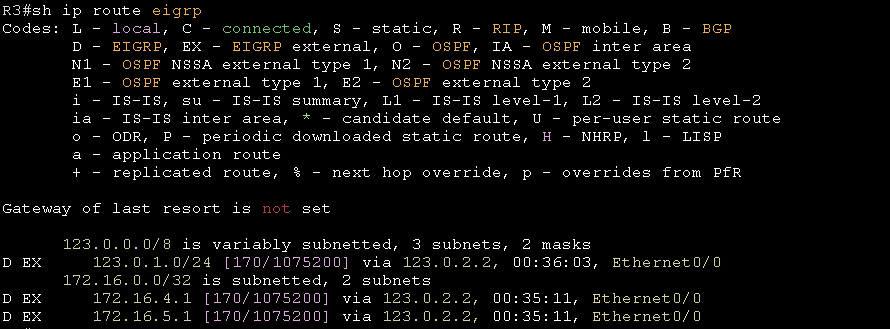 R3#sh ip route eigrp
Codes: L - local, C - connected, S - static, R - RIP, M - mobile, B - BGP
D - EIGRP, EX - EIGRP external, O - OSPF, IA - OSPF inter area
N1 - OSPF NSSA external type 1, N2 - OSPF NSSA external type 2
E1 - OSPF external type 1, E2 - OSPF external type 2
i - IS-IS, su - IS-IS summary, L1 - IS-IS level-1, L2 - IS-IS level-2
ia - IS-IS inter area, * - candidate default, U - per-user static route
o - ODR, P - periodic downloaded static route, H - NHRP, l - LISP
a - application route
+ - replicated route, % - next hop override, p - overrides from PfR
Gateway of last resort is not set
123.0.0.0/8 is variably subnetted, 3 subnets, 2 masks
D EX 123.0.1.0/24 [170/1075200] via 123.0.2.2, 00:36:03, Ethernet0/0
172.16.0.0/32 is subnetted, 2 subnets
D EX 172.16.4.1 [170/1075200] via 123.0.2.2, 00:35:11, Ethernet0/0
D EX 172.16.5.1 [170/1075200] via 123.0.2.2, 00:35:11, Ethernet0/0